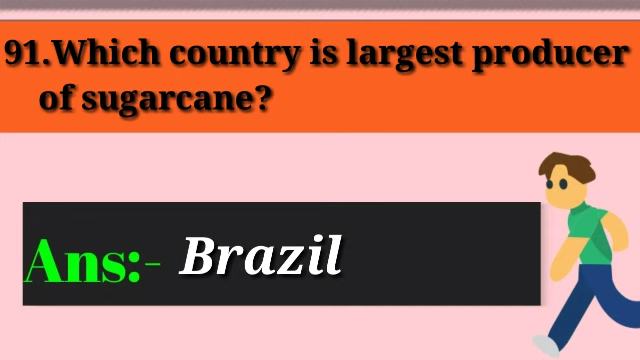 91.Which country is largest producer
of sugarcane?
Ans:- Brazil